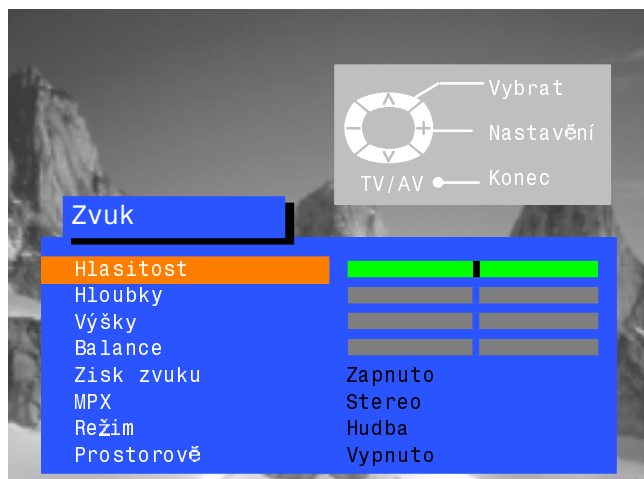 Vybrat
Nastavění
TV/AV Konec
Zvuk
Hlasitost
Hloubky
Výšky
Balance
Zisk zvuku Zapnuto
MPX Stereo
Režim Hudba
Prostorově Vypnuto